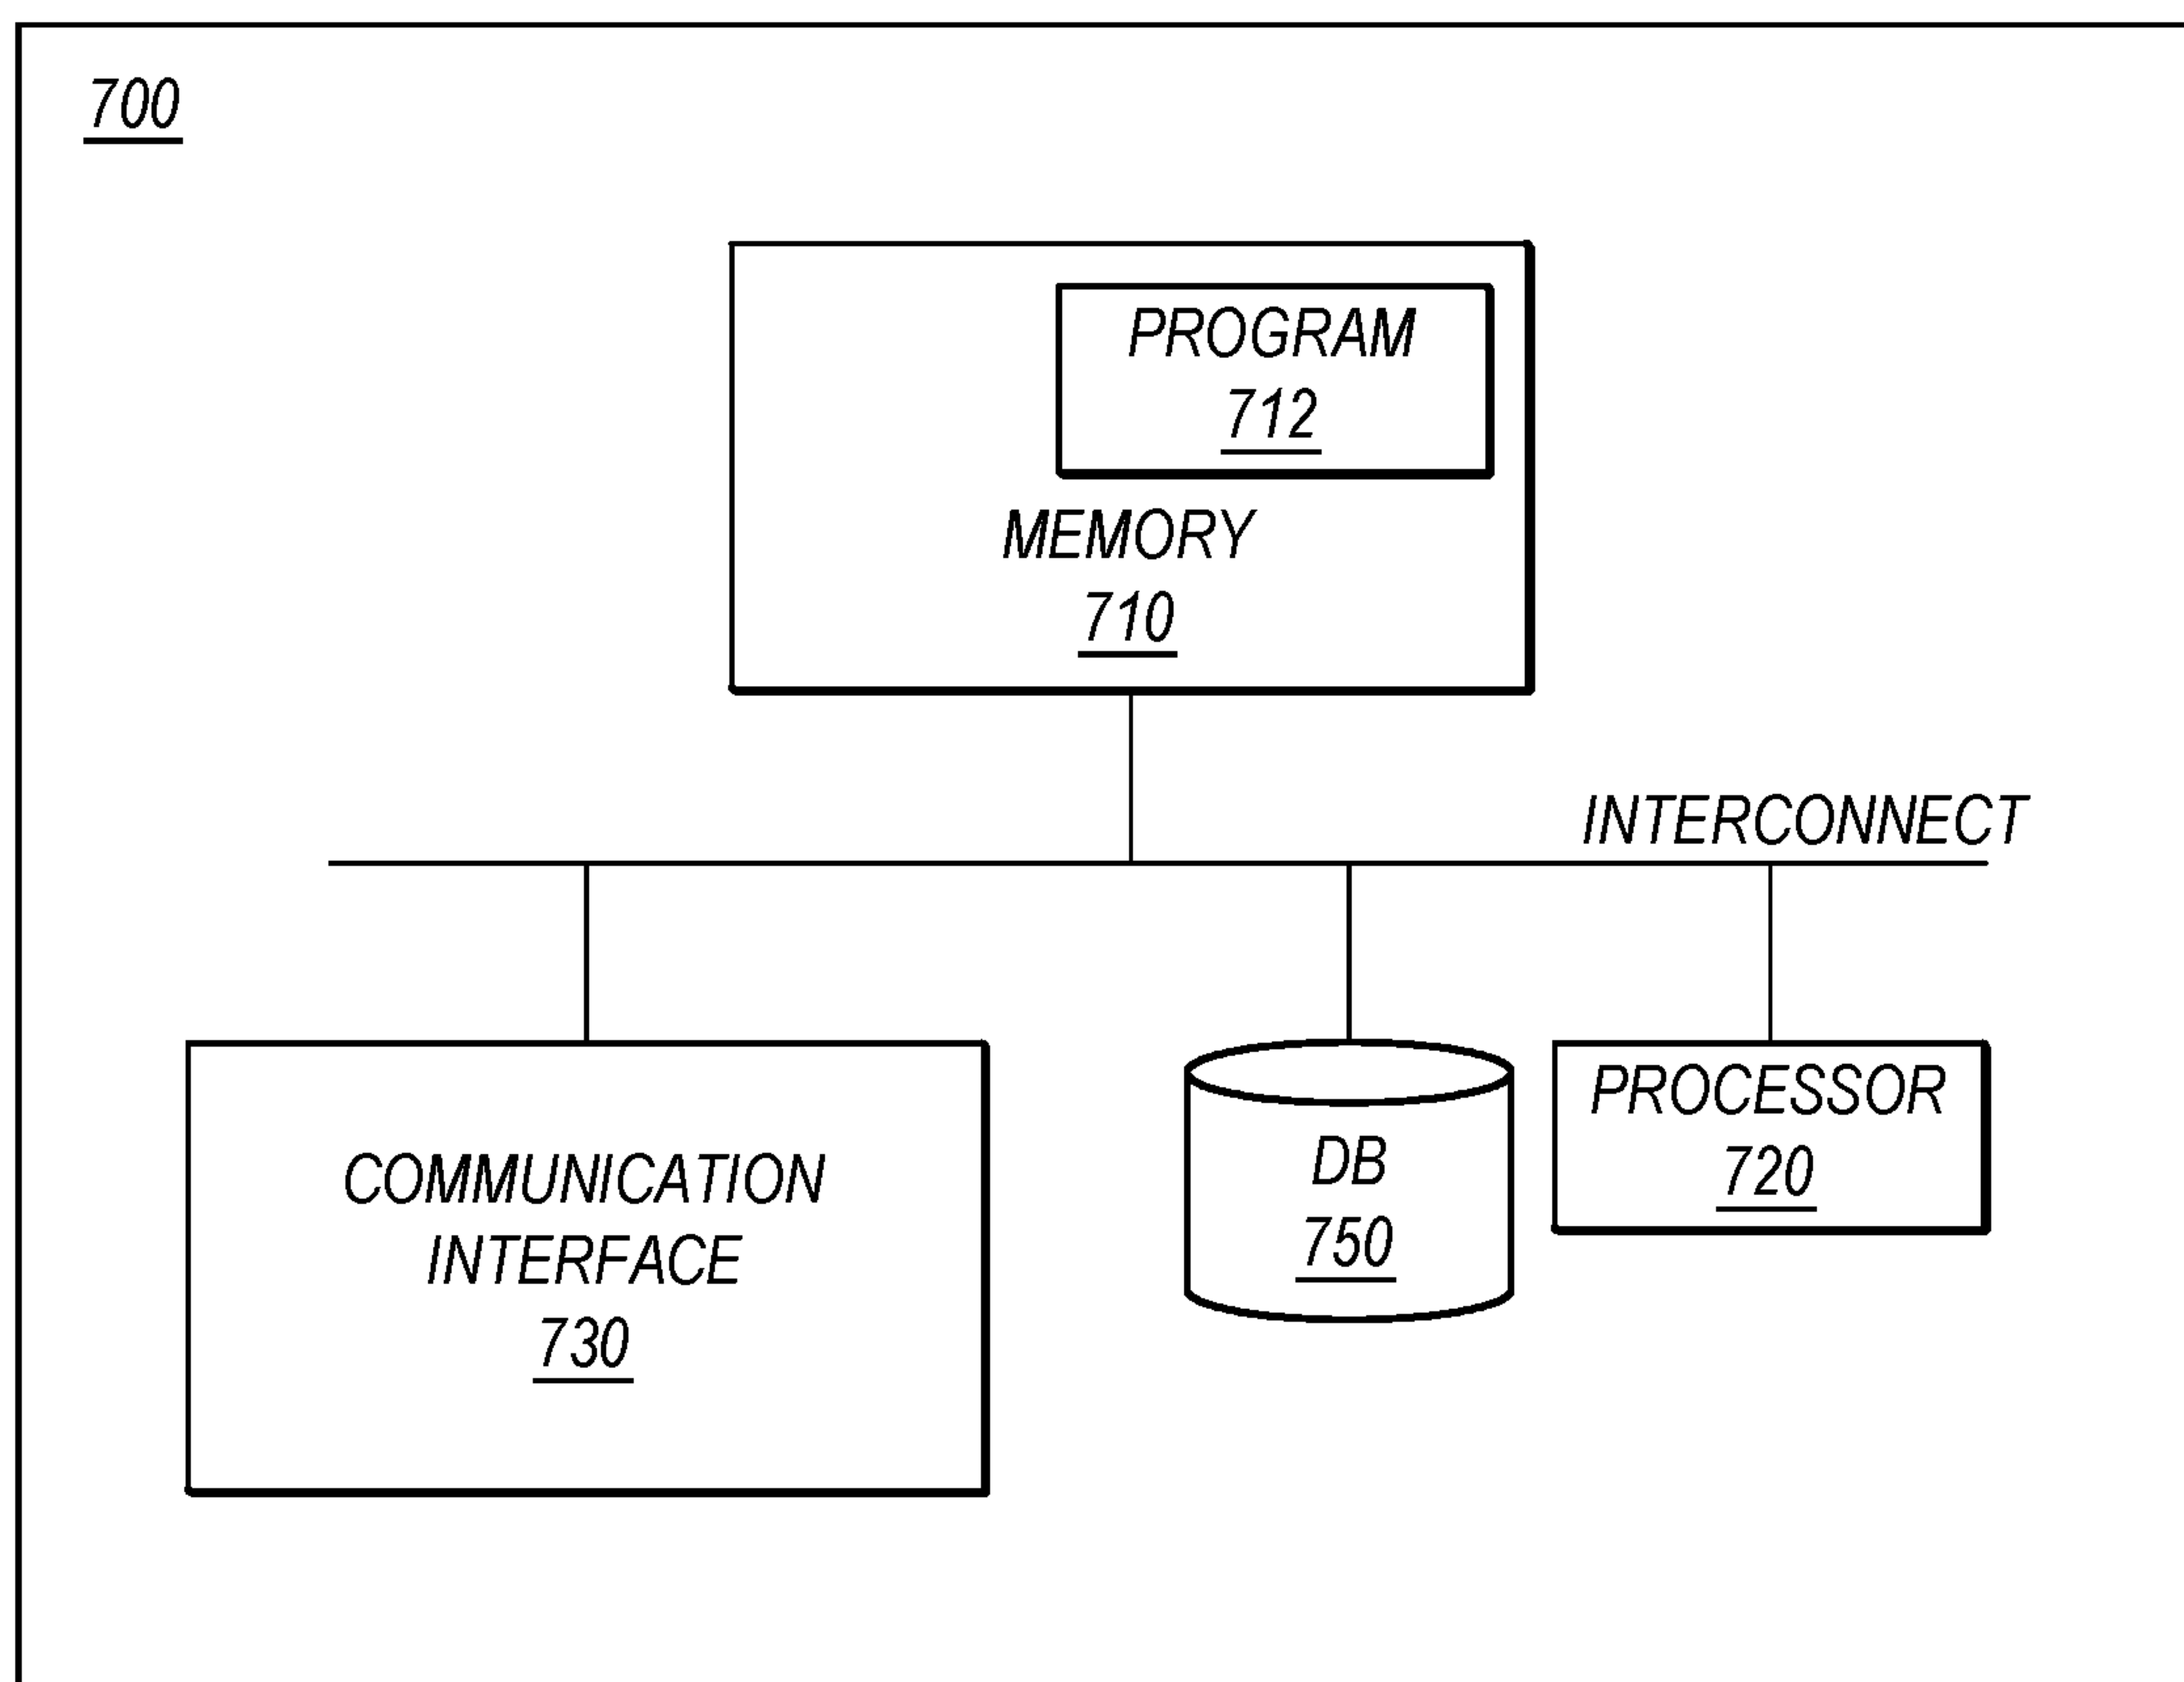 700
PROGRAM
712
MEMORY
710
INTERCONNECT
COMMUNICATION
INTERFACE
730
DB
750
PROCESSOR
720